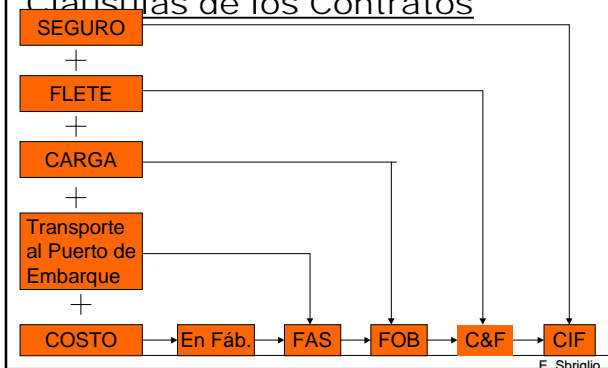 Cláusulas de los Contratos
SEGURO
+
FLETE
+
CARGA
+
Transporte
al Puerto de
Embarque
+
COSTO
En Fáb.
FAS
FOB
C&F
CIF
E. Sbriglio